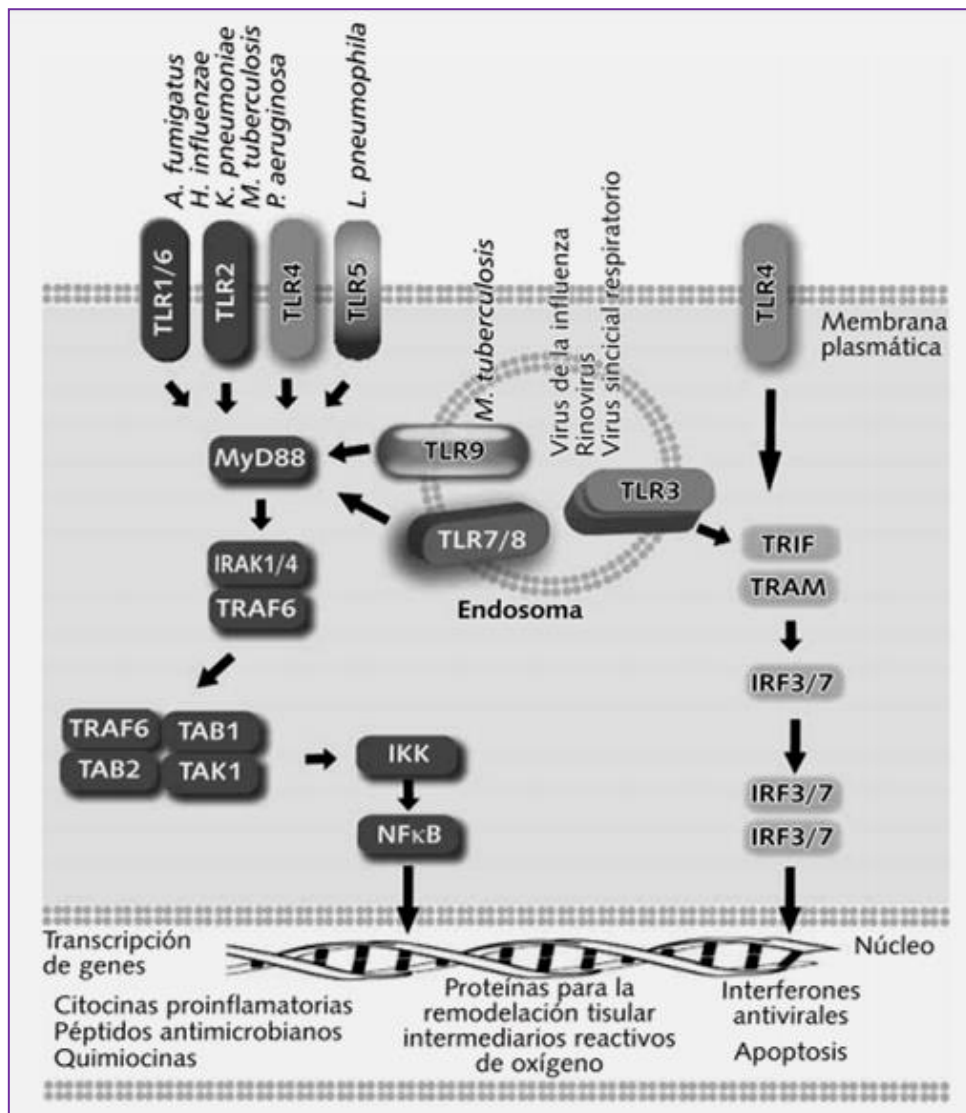 A. fumigatus
H. influenzae
K. pneumoniae
M. tuberculosis
P. aeruginosa
L. pneumophila
TLR1/6
TLR2
TLR4
TLR5
TLR4
Membrana
plasmática
M. tuberculosis
Virus de la influenza
Rinovirus
Virus sincicial respiratorio
MyD88
TLR9
TLR3
TLR7/8
Endosoma
IRAK1/4
TRAF6
TRIF
TRAM
IRF3/7
TRAF6
TAB1
TAB2
TAK1
IKK
NFκB
IRF3/7
IRF3/7
Transcripción
de genes
Núcleo
Citocinas proinflamatorias
Péptidos antimicrobianos
Quimiocinas
Proteínas para la
remodelación tisular
intermediarios reactivos
de oxígeno
Interferones
antivirales
Apoptosis